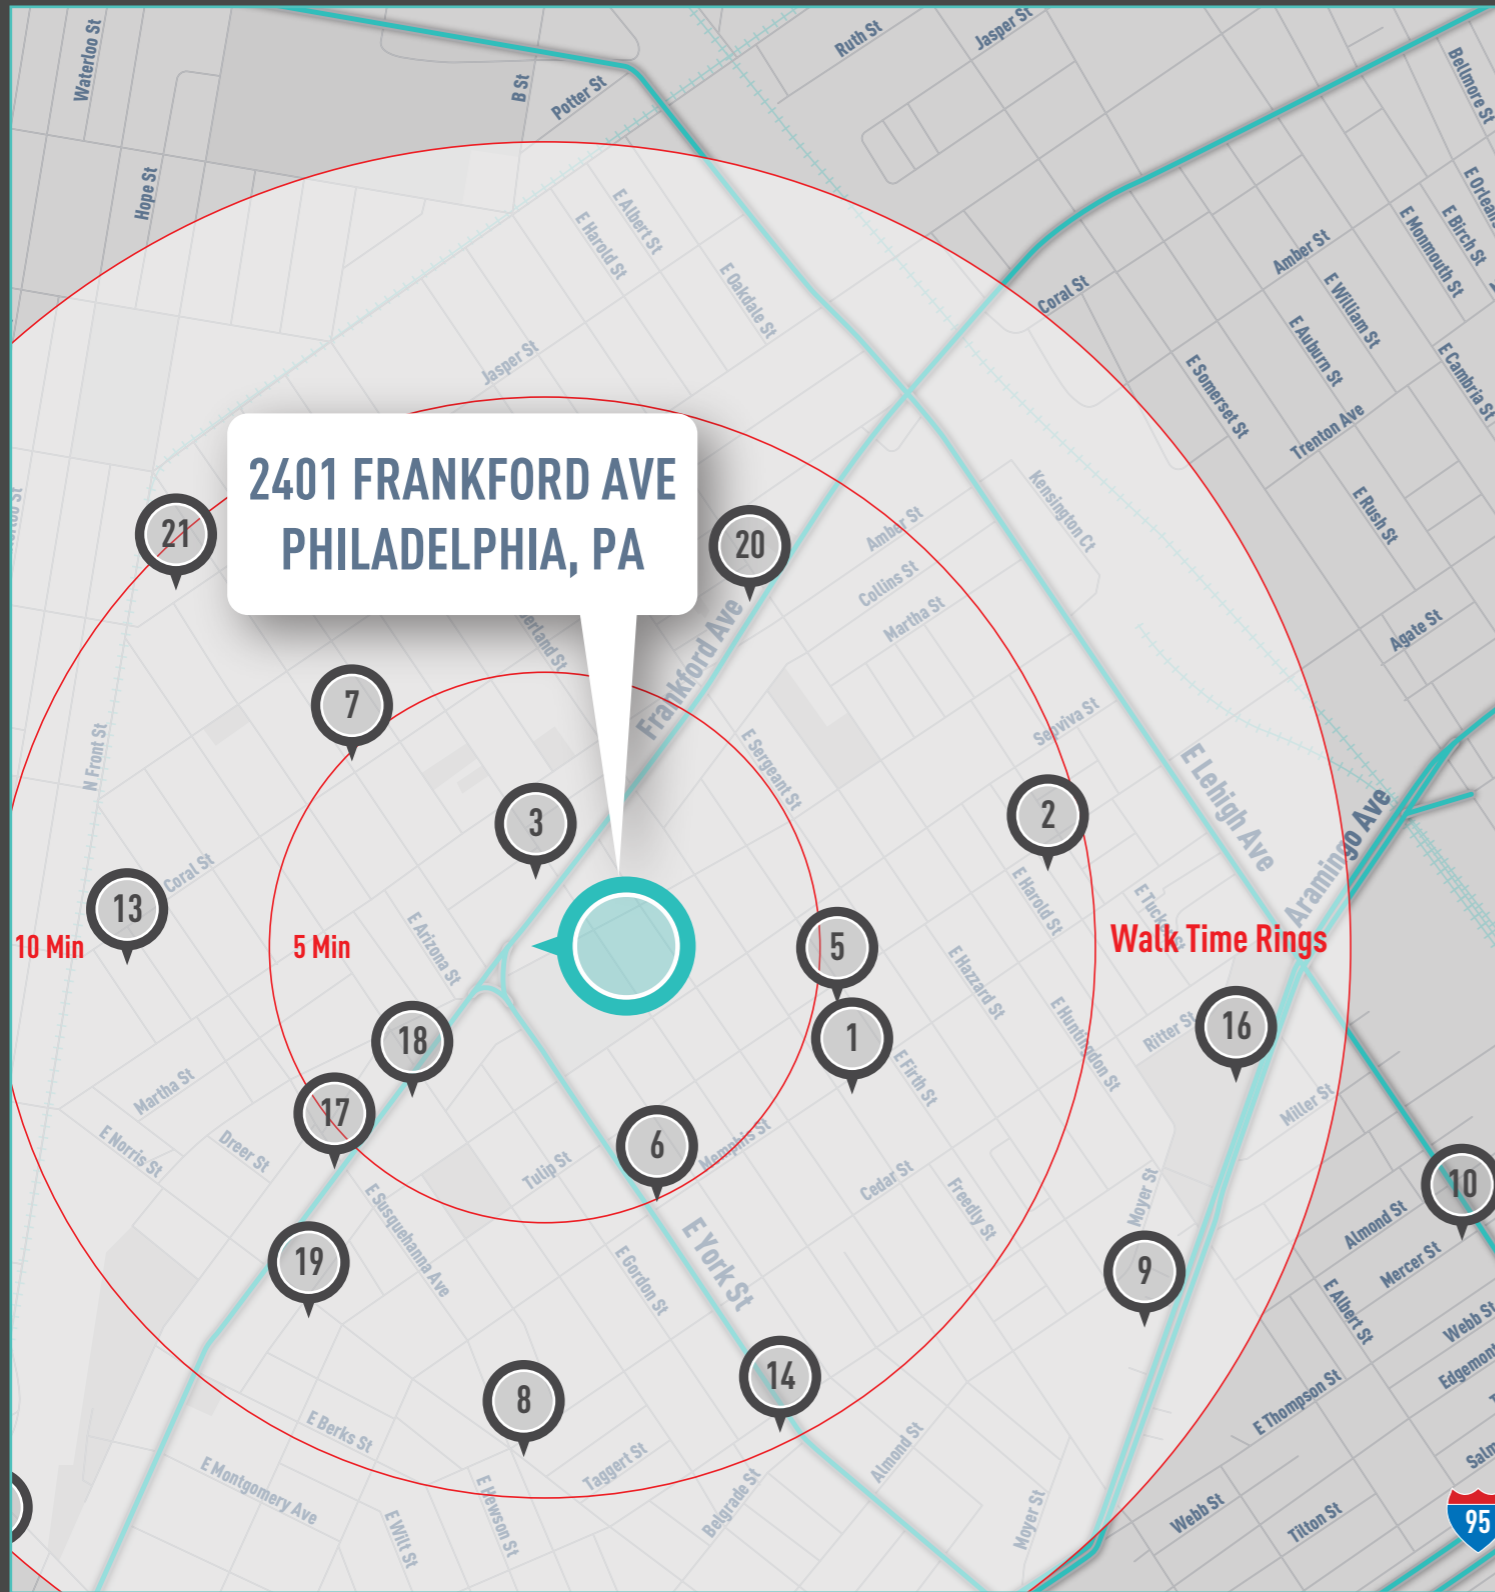 Waterloo St
B St
Potter St
Ruth St
Jasper St
Bellmore St
Hope St
E Albert St
E Harold St
E Oakdale St
Coral St
Amber St
E Orleans
E Birch St
E Monmouth St
E William St
E Auburn St
E Cambria St
Jasper St
E Somerset St
Trenton Ave
2401 FRANKFORD AVE
PHILADELPHIA, PA
21
20
Amber St
Kensington Ct
E Rush St
Collins St
Martha St
Agate St
Frankford Ave
7
N Front St
E Sergeant St
Sepviva St
E Lehigh Ave
3
2
Aramingo Ave
Coral St
13
E Arizona St
E Harold St
E Tucker St
10 Min
5 Min
5
Walk Time Rings
E Hazzard St
18
1
16
E Huntingdon St
Ritter St
Martha St
17
E Firth St
Miller St
E Norris St
Dreer St
Tulip St
6
Memphis St
Cedar St
Freedly St
Moyer St
10
E Susquehanna Ave
Almond St
19
E Gordon St
E York St
9
Mercer St
E Albert St
Webb St
Edgemont
8
14
E Thompson St
E Berks St
Taggert St
Almond St
E Montgomery Ave
E Hewson St
Belgrade St
E Wilt St
Moyer St
Webb St
Tilton St
95